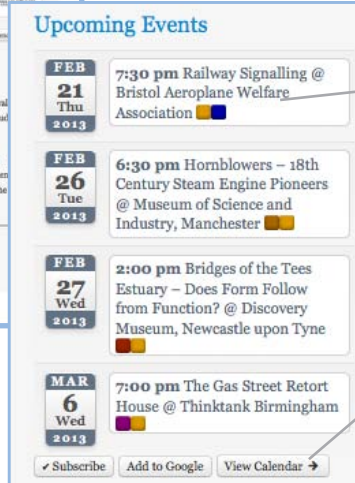 Upcoming Events
FEB
21
Thu
2013
7:30 pm Railway Signalling @
Bristol Aeroplane Welfare
Association
FEB
26
Tue
2013
6:30 pm Hornblowers – 18th
Century Steam Engine Pioneers
@ Museum of Science and
Industry, Manchester
FEB
27
Wed
2013
2:00 pm Bridges of the Tees
Estuary – Does Form Follow
from Function? @ Discovery
Museum, Newcastle upon Tyne
MAR
6
Wed
2013
7:00 pm The Gas Street Retort
House @ Thinktank Birmingham
✔ Subscribe
Add to Google
View Calendar ➔